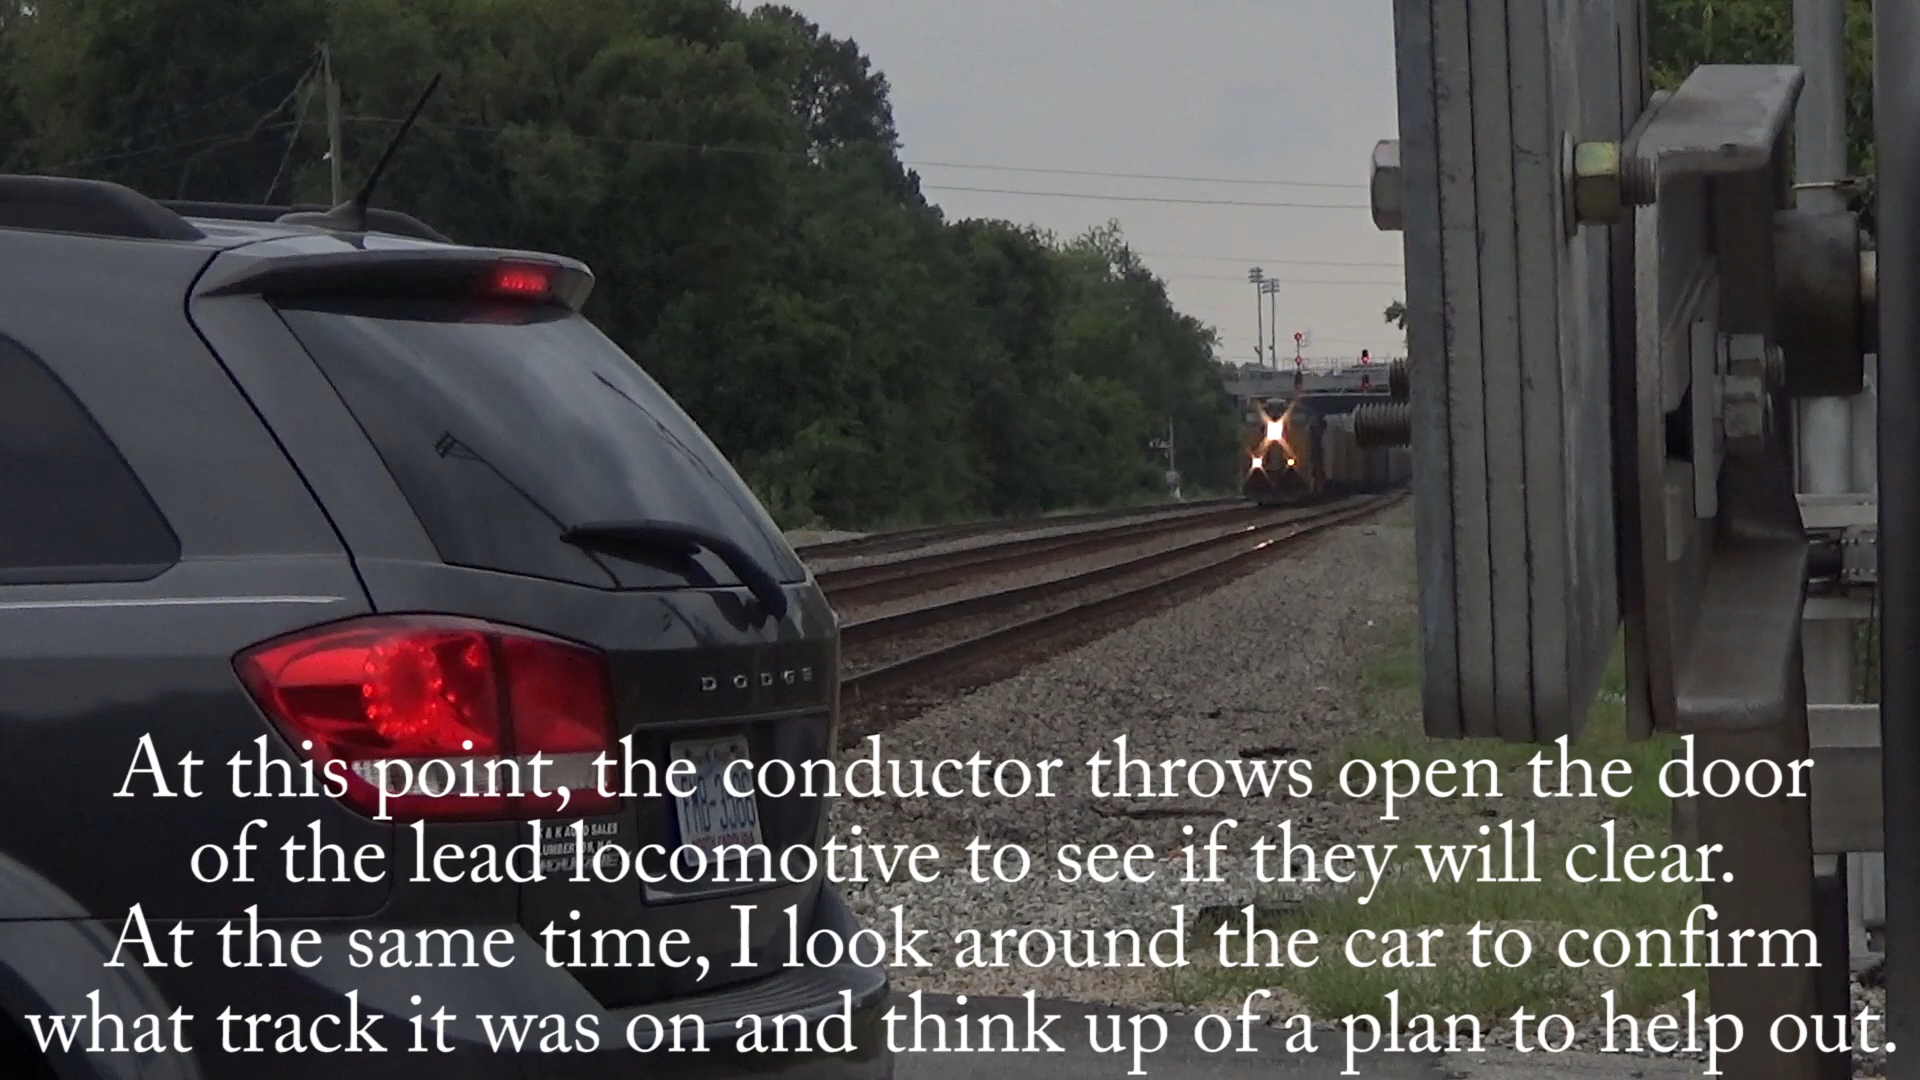 DODGE
At this point, the conductor throws open the door
of the lead locomotive to see if they will clear.
At the same time, I look around the car to confirm
what track it was on and think up of a plan to help out.